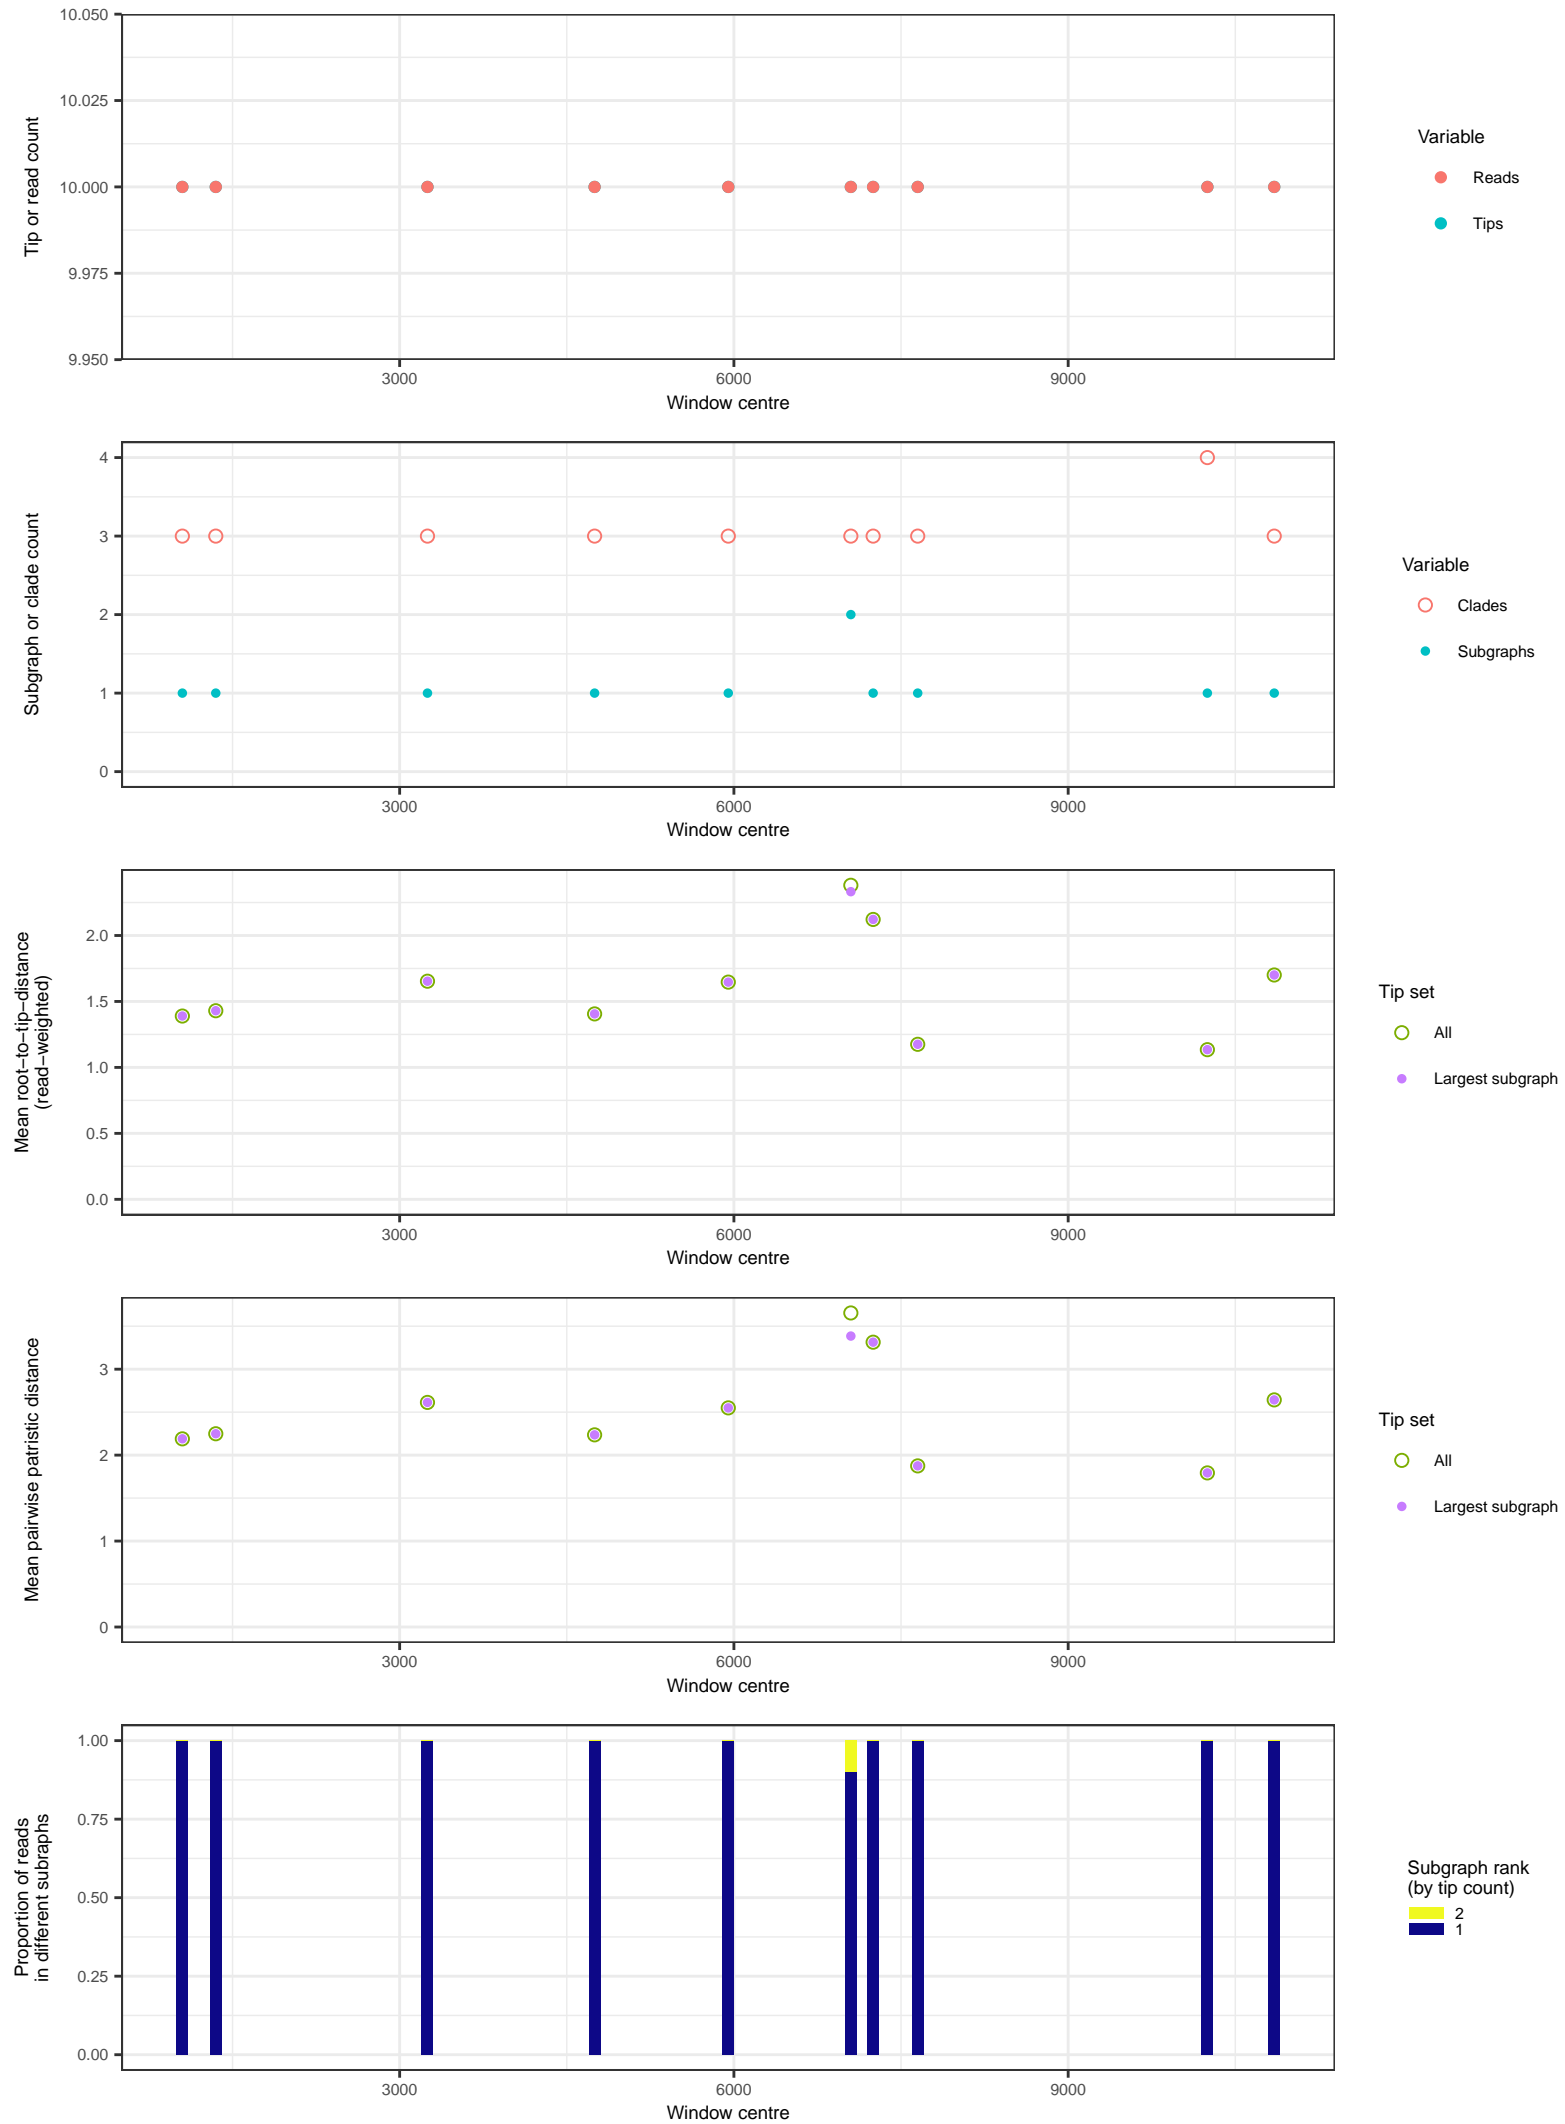 10.050
10.025
10.000
9.975
9.950
Tip or read count
3000 6000 9000
Window centre
Variable
Reads
Tips
4
3
2
1
0
Subgraph or clade count
3000 6000 9000
Window centre
Variable
Clades
Subgraphs
2.0
1.5
1.0
0.5
0.0
Mean root−to−tip−distance
(read−weighted)
3000 6000 9000
Window centre
Tip set
All
Largest subgraph
3
2
1
0
Mean pairwise patristic distance
3000 6000 9000
Window centre
Tip set
All
Largest subgraph
1.00
0.75
0.50
0.25
0.00
Proportion of reads
in different subraphs
3000 6000 9000
Window centre
Subgraph rank
(by tip count)
2
1